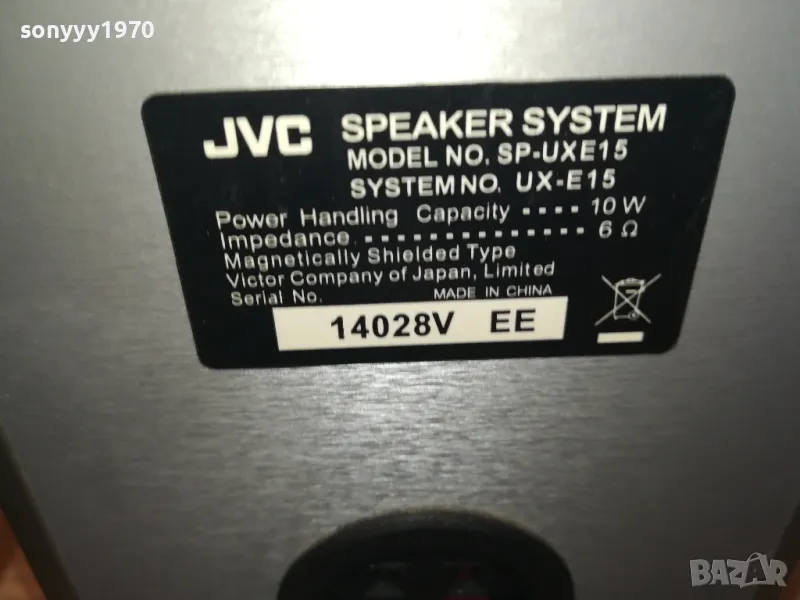 sonyyy1970
JVC SPEAKER SYSTEM
MODEL NO. SP-UXE15
SYSTEM NO. UX-E15
Power Handling Capacity ---- 10 W
Impedance --------------- 6 Ω
Magnetically Shielded Type
Victor Company of Japan, Limited
Serial No. MADE IN CHINA
14028V EE
BAZAR